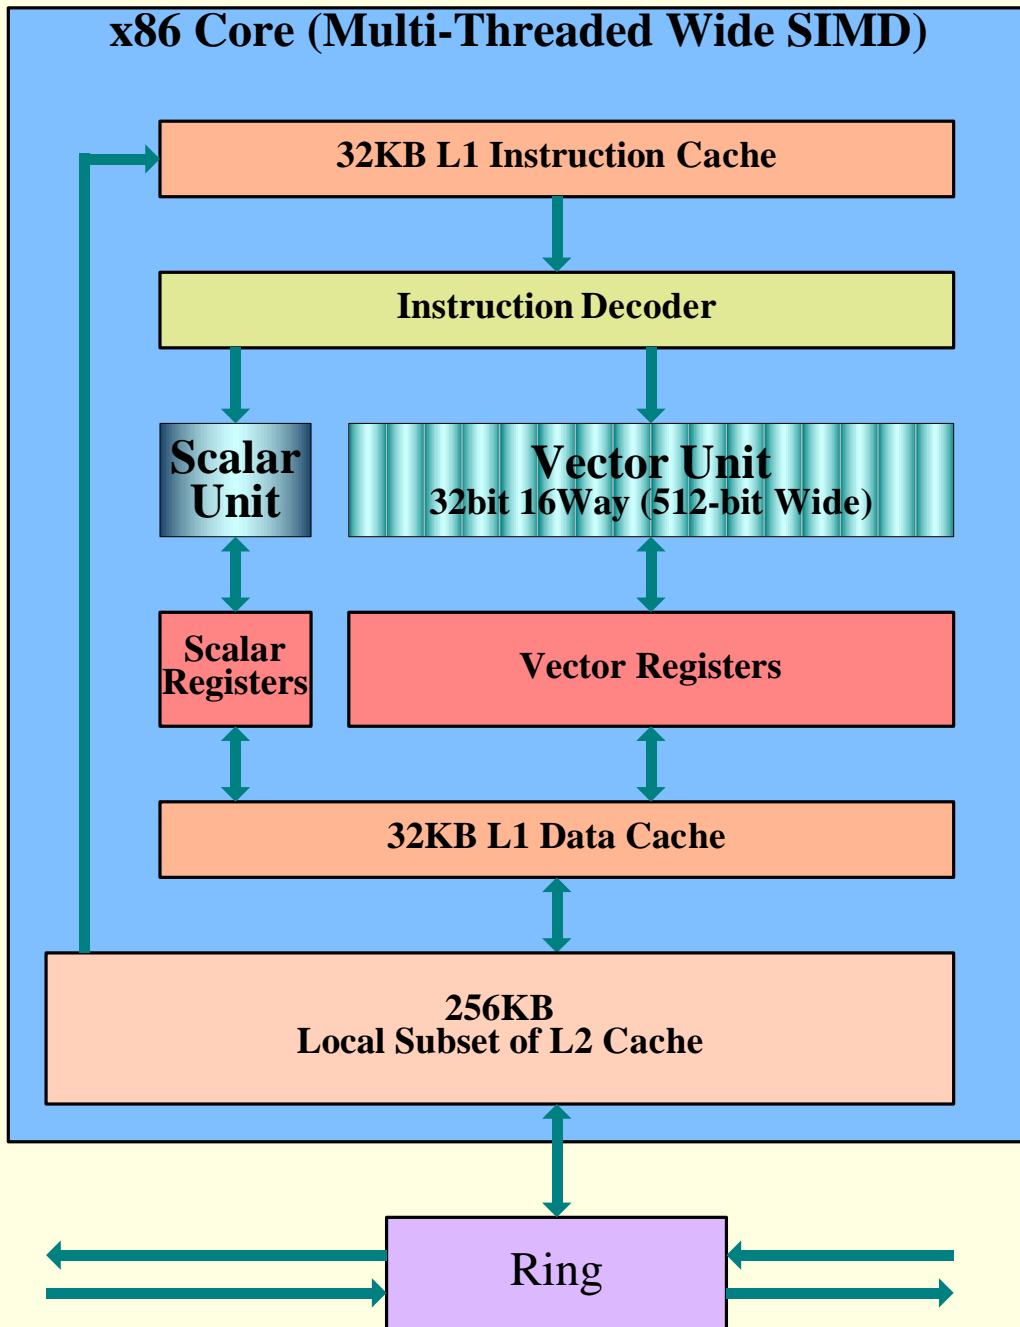 x86 Core (Multi-Threaded Wide SIMD)
32KB L1 Instruction Cache
Instruction Decoder
Scalar
Unit
Vector Unit
32bit 16Way (512-bit Wide)
Scalar
Registers
Vector Registers
32KB L1 Data Cache
256KB
Local Subset of L2 Cache
Ring